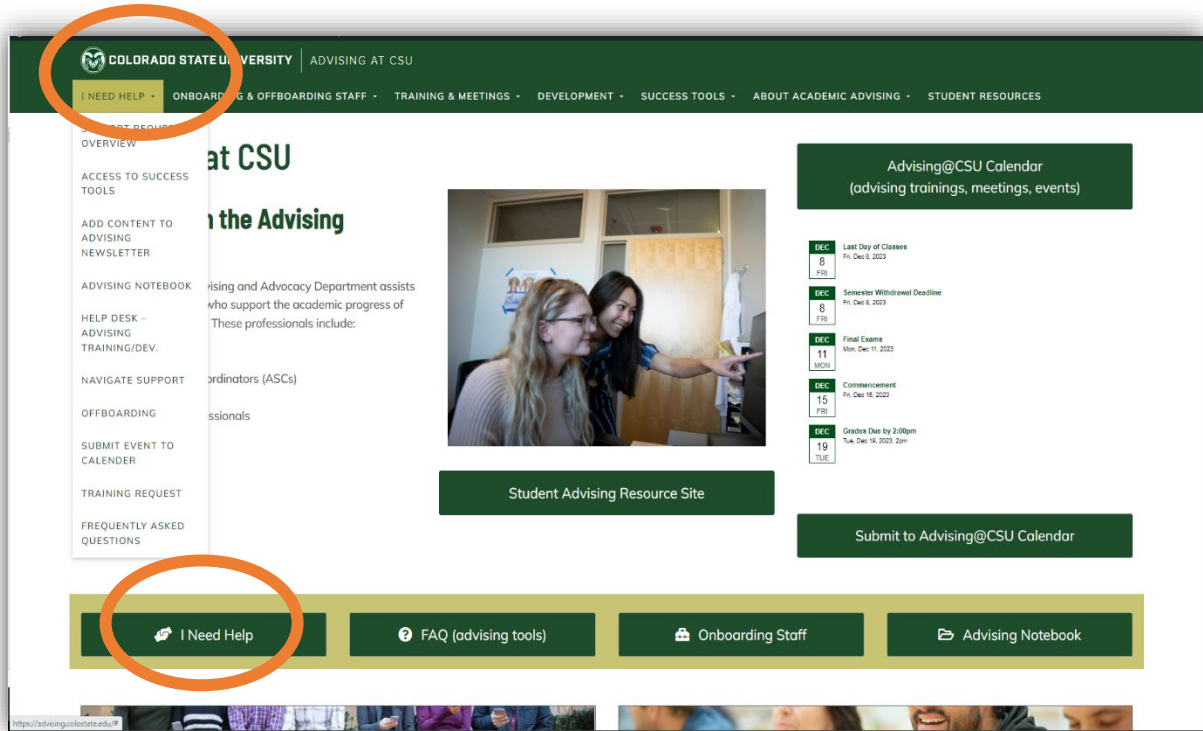 COLORADO STATE UNIVERSITY ADVISING AT CSU
I NEED HELP ONBOARDING & OFFBOARDING STAFF TRAINING & MEETINGS DEVELOPMENT SUCCESS TOOLS ABOUT ACADEMIC ADVISING STUDENT RESOURCES
SUPPORT REQUEST
OVERVIEW
ACCESS TO SUCCESS
TOOLS
ADD CONTENT TO
ADVISING
NEWSLETTER
ADVISING NOTEBOOK
HELP DESK –
ADVISING
TRAINING/DEV.
NAVIGATE SUPPORT
OFFBOARDING
SUBMIT EVENT TO
CALENDER
TRAINING REQUEST
FREQUENTLY ASKED
QUESTIONS
at CSU
the Advising
vising and Advocacy Department assists
who support the academic progress of
These professionals include:
ordinators (ASCs)
ssionals
Student Advising Resource Site
Advising@CSU Calendar
(advising trainings, meetings, events)
DEC
8
FRI
Last Day of Classes
Fri, Dec 8, 2023
DEC
8
FRI
Semester Withdrawal Deadline
Fri, Dec 8, 2023
DEC
11
MON
Final Exams
Mon, Dec 11, 2023
DEC
15
FRI
Commencement
Fri, Dec 15, 2023
DEC
19
TUE
Grades Due by 2:00pm
Tue, Dec 19, 2023, 2pm
Submit to Advising@CSU Calendar
I Need Help
FAQ (advising tools)
Onboarding Staff
Advising Notebook
https://advising.colostate.edu/#